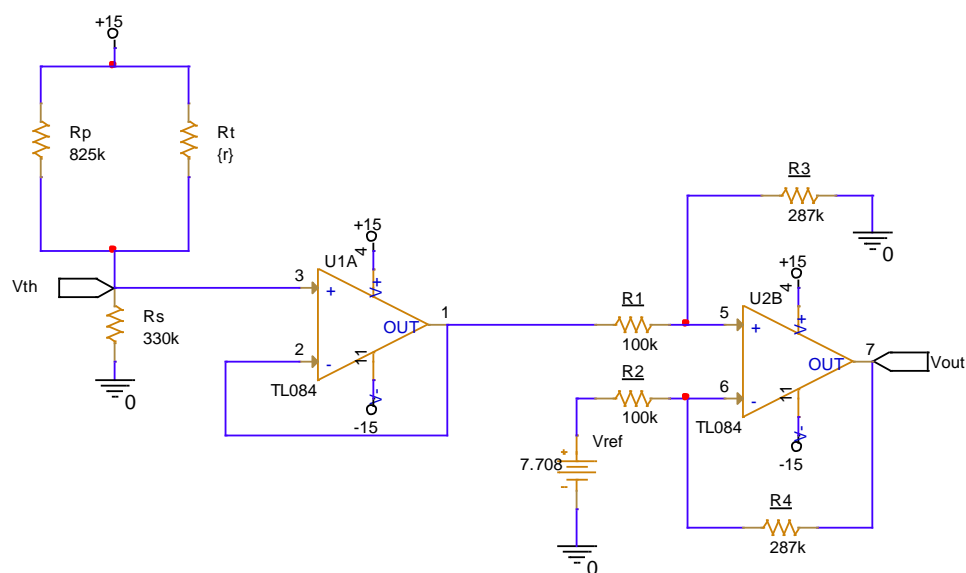 +15
Rp
825k
Rt
{r}
Vth
Rs
330k
0
+15
4
U1A
V+
3
+
OUT
1
2
-
11
TL084
V-
-15
R1
100k
R2
100k
R3
287k
0
+15
4
U2B
V+
5
+
7
OUT
Vout
6
-
11
TL084
V-
-15
Vref
+
7.708
-
R4
287k
0